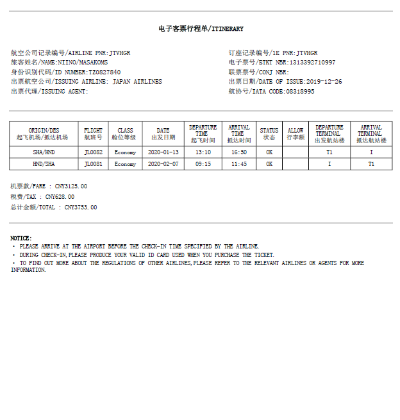 电子客票行程单/ITINERARY
航空公司记录编号/AIRLINE PNR:JTVHGR 订座记录编号/1E PNR:JTVHGR
旅客姓名/NAME:NIINO/MASAKOMS 电子票号/ETKT NBR:1313392710997
身份识别代码/ID NUMBER:TZ0827840 联票票号/CONJ NBR:
出票航空公司/ISSUING AIRLINE: JAPAN AIRLINES 出票日期/DATE OF ISSUE:2019-12-26
出票代理/ISSUING AGENT: 航协号/IATA CODE:08318995
ORIGIN/DES FLIGHT CLASS DATE DEPARTURE TIME ARRIVAL TIME STATUS ALLOW DEPARTURE TERMINAL ARRIVAL TERMINAL
起飞机场/抵达机场 航班号 舱位等级 出发日期 起飞时间 抵达时间 状态 行李额 出发航站楼 抵达航站楼
SHA/HND JL0082 Economy 2020-01-13 13:10 16:50 OK T1 I
HND/SHA JL0081 Economy 2020-02-07 09:15 11:45 OK I T1
机票款/FARE : CNY3125.00
税费/TAX : CNY628.00
总计金额/TOTAL : CNY3753.00
NOTICE:
• PLEASE ARRIVE AT THE AIRPORT BEFORE THE CHECK-IN TIME SPECIFIED BY THE AIRLINE.
• DURING CHECK-IN,PLEASE PRODUCE YOUR VALID ID CARD USED WHEN YOU PURCHASE THE TICKET.
• TO FIND OUT MORE ABOUT THE REGULATIONS OF OTHER AIRLINES,PLEASE REFER TO THE RELEVANT AIRLINES OR AGENTS FOR MORE
INFORMATION.